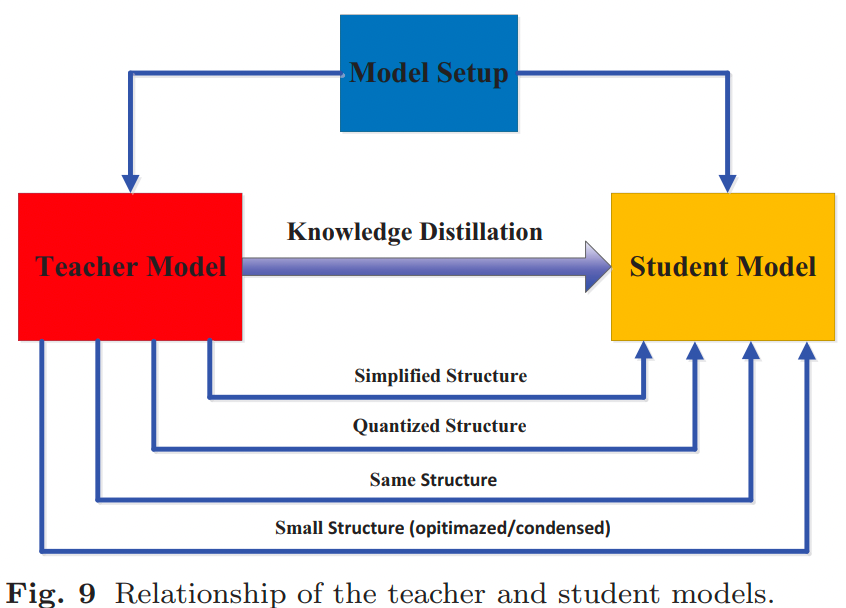 Model Setup
Knowledge Distillation
Teacher Model
Student Model
Simplified Structure
Quantized Structure
Same Structure
Small Structure (opitimazed/condensed)
Fig. 9 Relationship of the teacher and student models.